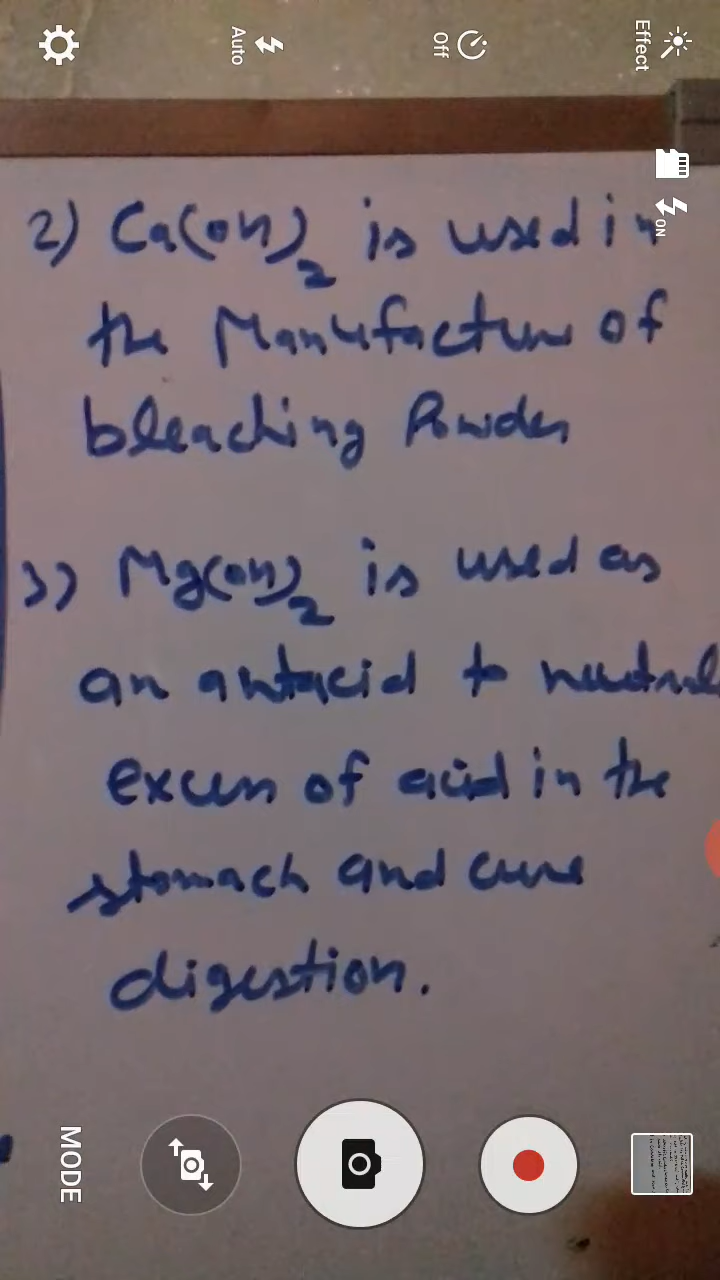 Effect
Off
Auto
ON
2) Ca(OH)2 is used in
the Manufacture of
bleaching Powder
3) Mg(OH)2 is used as
an antacid to neutral
excess of acid in the
stomach and cure
digestion.
MODE